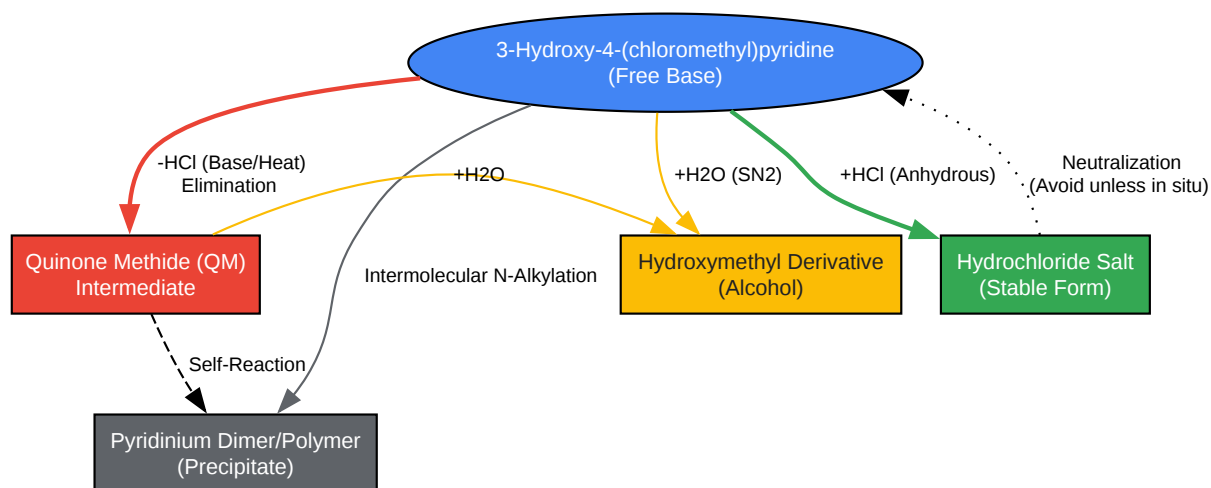 3-Hydroxy-4-(chloromethyl)pyridine
(Free Base)
-HCl (Base/Heat)
Elimination
+H2O
+H2O (SN2)
+HCl (Anhydrous)
Neutralization
(Avoid unless in situ)
Quinone Methide (QM)
Intermediate
Intermolecular N-Alkylation
Hydroxymethyl Derivative
(Alcohol)
Hydrochloride Salt
(Stable Form)
Self-Reaction
Pyridinium Dimer/Polymer
(Precipitate)